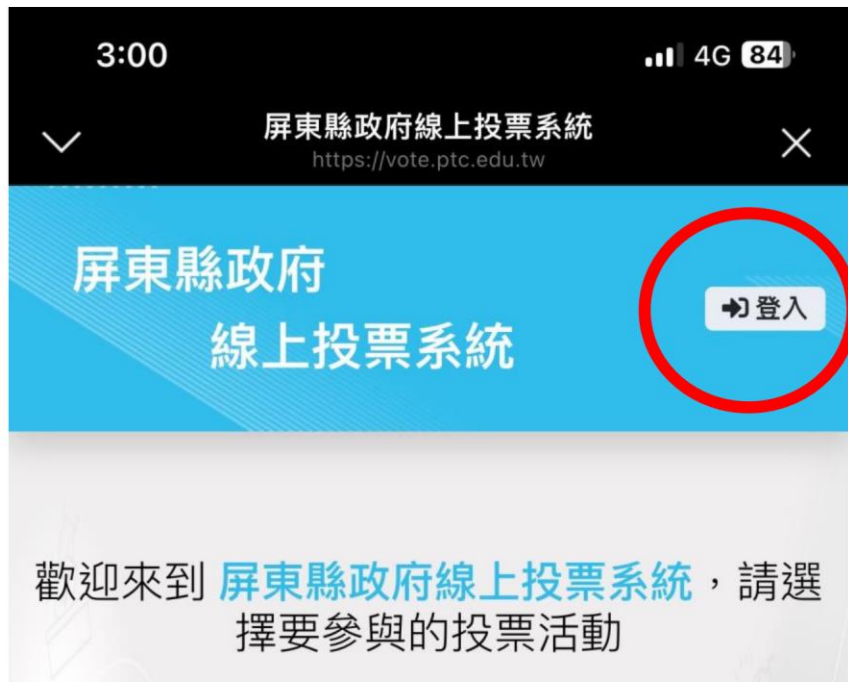 3:00
4G 84
屏東縣政府線上投票系統
https://vote.ptc.edu.tw
屏東縣政府
線上投票系統
登入
歡迎來到 屏東縣政府線上投票系統，請選
擇要參與的投票活動